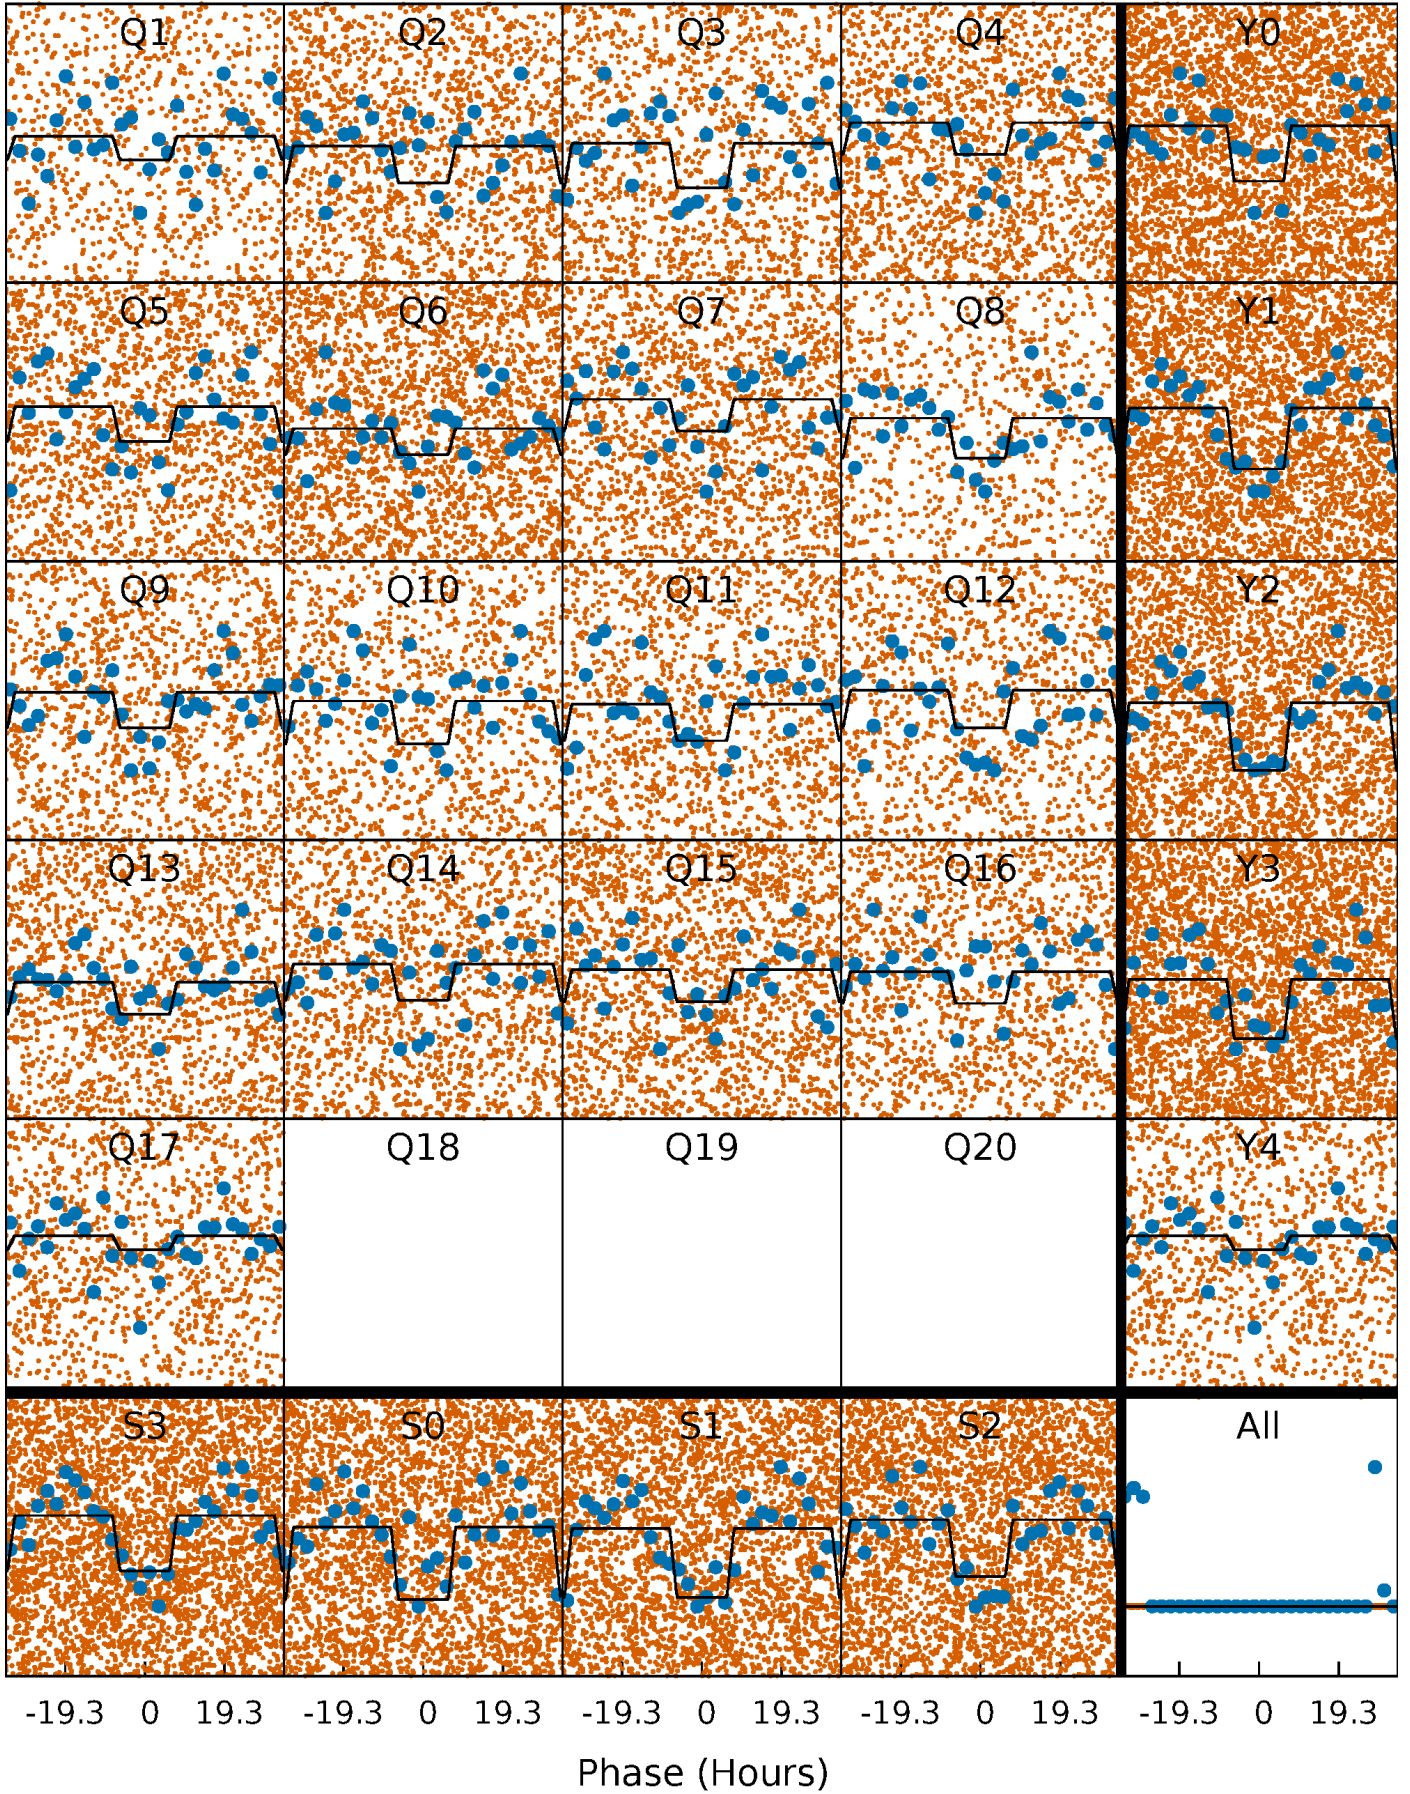 Q1 Q2 Q3 Q4 Y0
Q5 Q6 Q7 Q8 Y1
Q9 Q10 Q11 Q12 Y2
Q13 Q14 Q15 Q16 Y3
Q17 Q18 Q19 Q20 Y4
S3 S0 S1 S2 All
-19.3 0 19.3 -19.3 0 19.3 -19.3 0 19.3 -19.3 0 19.3 -19.3 0 19.3
Phase (Hours)